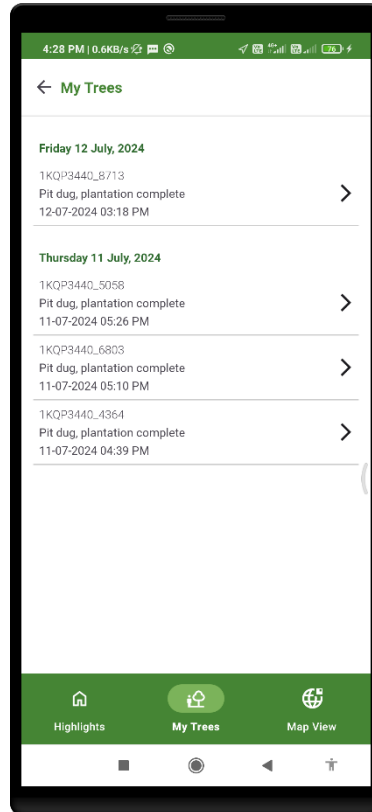 4:28 PM | 0.6KB/s
76
My Trees
Friday 12 July, 2024
1KQP3440_8713
Pit dug, plantation complete
12-07-2024 03:18 PM
Thursday 11 July, 2024
1KQP3440_5058
Pit dug, plantation complete
11-07-2024 05:26 PM
1KQP3440_6803
Pit dug, plantation complete
11-07-2024 05:10 PM
1KQP3440_4364
Pit dug, plantation complete
11-07-2024 04:39 PM
Highlights
My Trees
Map View